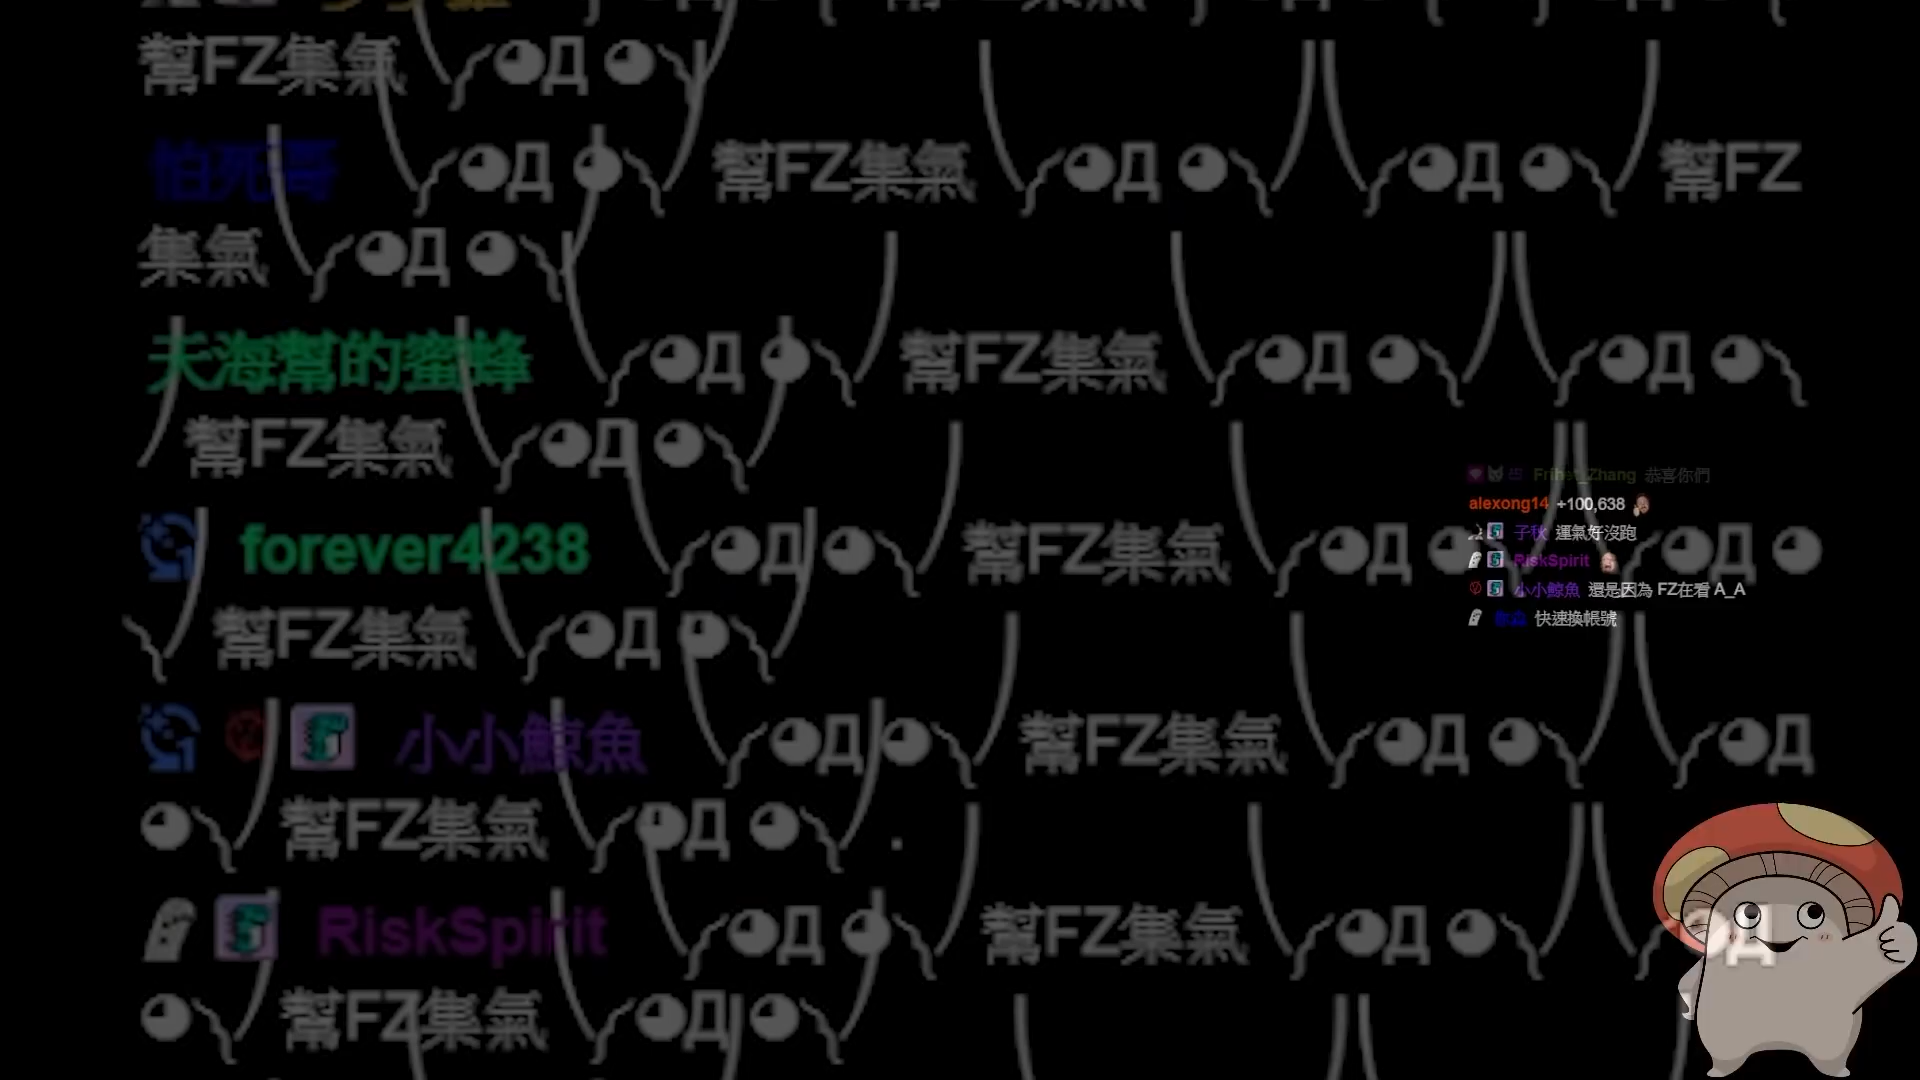 幫FZ集氣 ◕Д ◕
怕死哥 ◕Д ◕ 幫FZ集氣 ◕Д ◕ ◕Д ◕ 幫FZ
集氣 ◕Д ◕
天海幫的蜜蜂 ◕Д ◕ 幫FZ集氣 ◕Д ◕ ◕Д ◕
幫FZ集氣 ◕Д ◕
forever4238 ◕Д ◕ 幫FZ集氣 ◕Д ◕ ◕Д ◕
幫FZ集氣 ◕Д ◕
小小鯨魚 ◕Д ◕ 幫FZ集氣 ◕Д ◕ ◕Д
◕ 幫FZ集氣 ◕Д ◕
RiskSpirit ◕Д ◕ 幫FZ集氣 ◕Д ◕ Д
◕ 幫FZ集氣 ◕Д ◕
Zhang 恭喜你們
alexong14 +100,638
子秋 運氣好沒跑
RiskSpirit
小小鯨魚 還是因為 FZ在看 A_A
快速換帳號